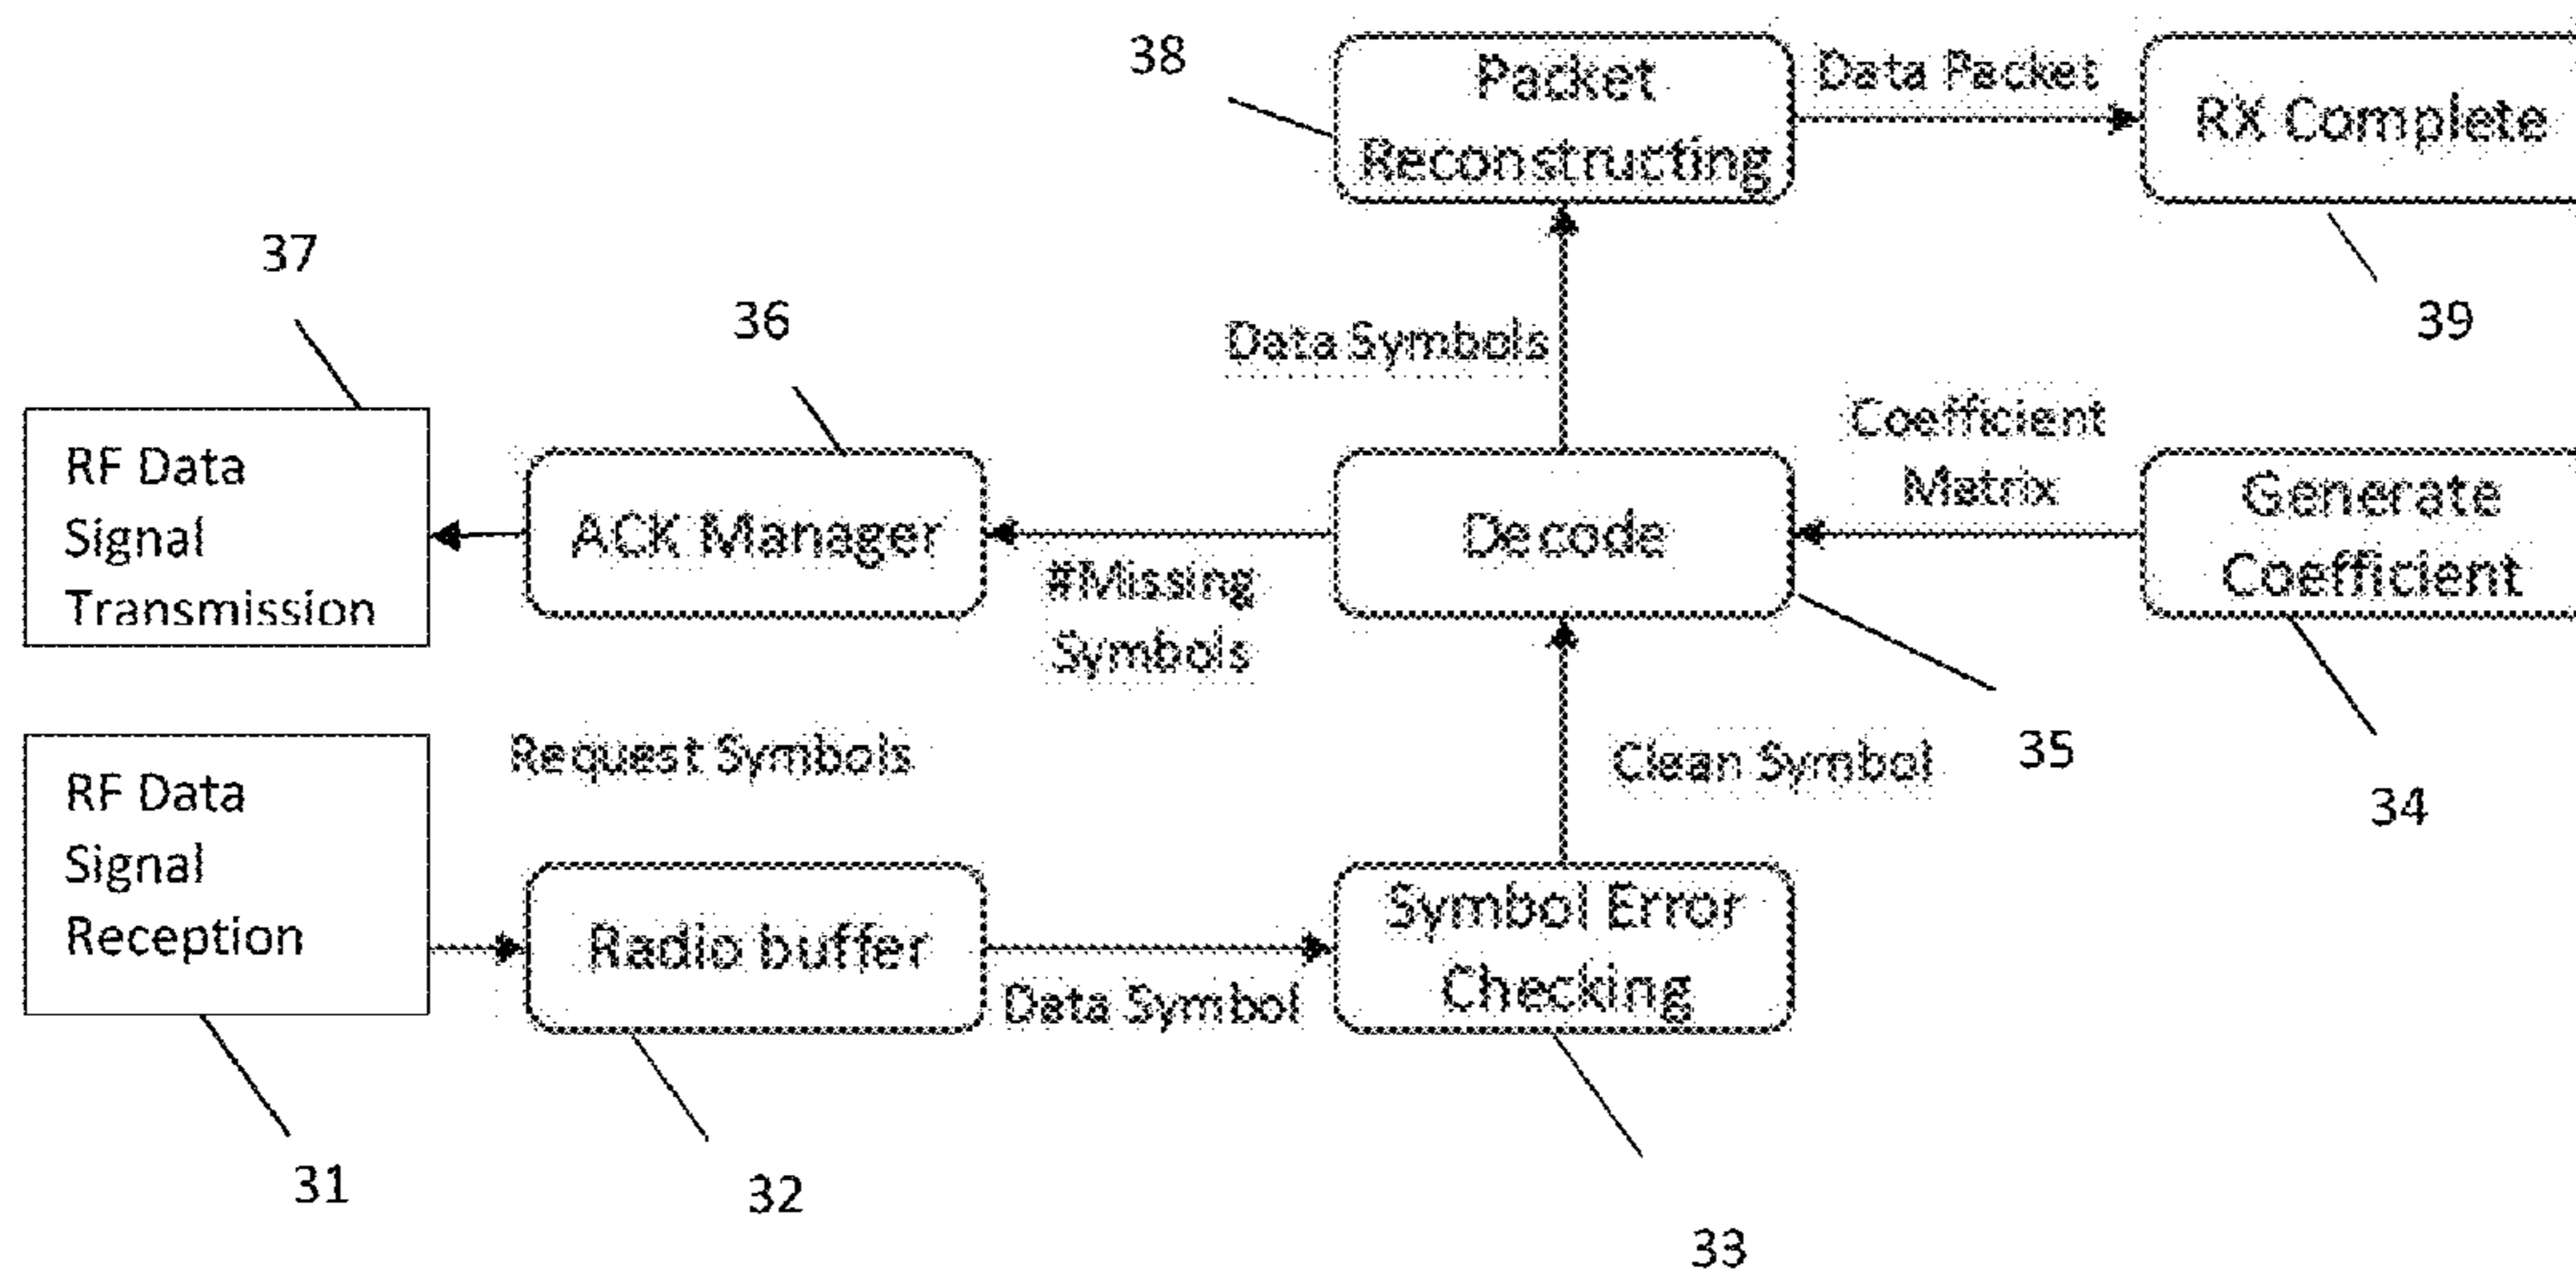 38
Packet
Reconstructing
Data Packet
RX Complete
39
37
36
Data Symbols
Coefficient
Matrix
RF Data
Signal
Transmission
ACK Manager
#Missing
Symbols
Decode
Generate
Coefficient
35
34
Request Symbols
Clean Symbol
RF Data
Signal
Reception
Radio buffer
Data Symbol
Symbol Error
Checking
31
32
33